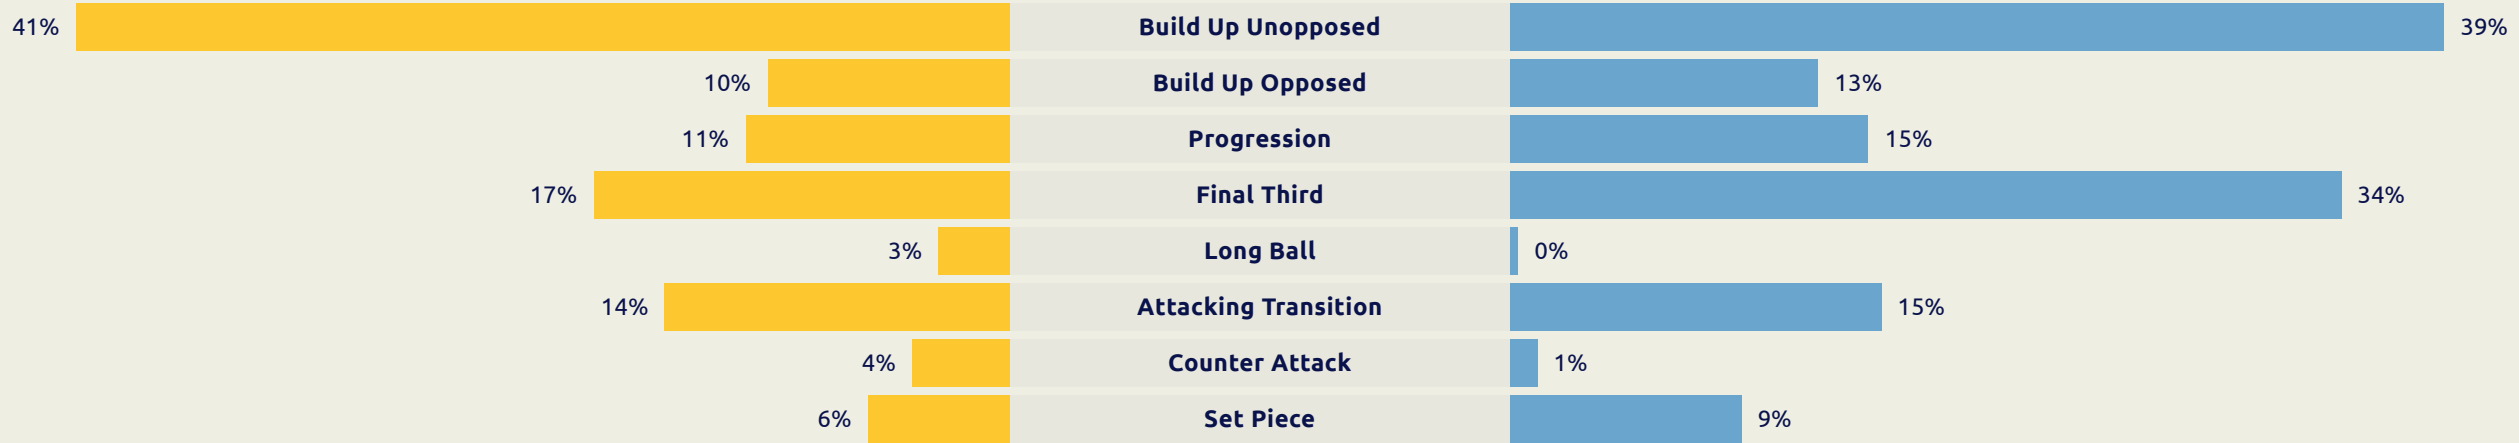 41% Build Up Unopposed 39%
10% Build Up Opposed 13%
11% Progression 15%
17% Final Third 34%
3% Long Ball 0%
14% Attacking Transition 15%
4% Counter Attack 1%
6% Set Piece 9%